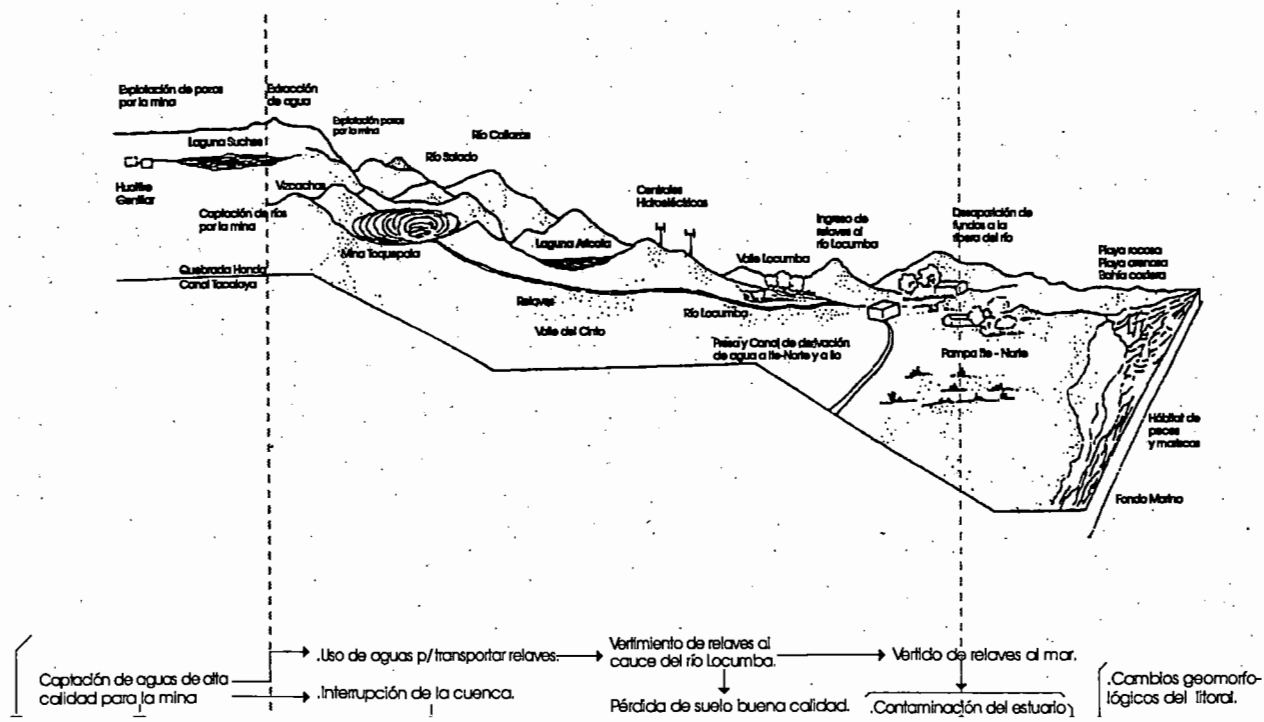 Explotación de pozos
por la mina
Extracción
de agua
Explotación pozos
por la mina
Río Callazas
Laguna Suches
Río Salado
Huaitire
Gentilar
Vizcachas
Captación de ríos
por la mina
Mina Toquepala
Centrales
Hidroeléctricas
Laguna Aricota
Ingreso de
relaves al
río Locumba
Desaparición de
fundos a la
ribera del río
Valle Locumba
Playa rocosa
Playa arenosa
Bahía costera
Quebrada Honda
Canal Tacalaya
Relaves
Río Locumba
Valle del Cinto
Presa y Canal de derivación
de agua a Ite-Norte y a Ilo
Pampa Ite - Norte
Hábitat de
peces
y mariscos
Fondo Marino
Captación de aguas de alta
calidad para la mina
.Uso de aguas p/transportar relaves.
.Interrupción de la cuenca.
Vertimiento de relaves al
cauce del río Locumba.
Pérdida de suelo buena calidad.
Vertido de relaves al mar.
.Contaminación del estuario
.Cambios geomorfo-
lógicos del litoral.